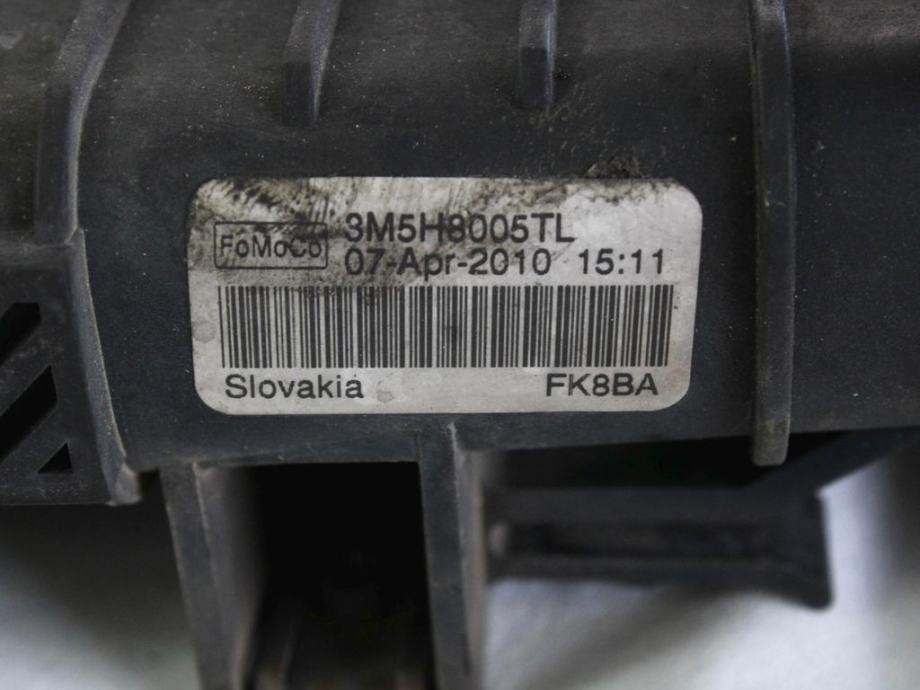 FoMoCo
3M5H8005TL
07-Apr-2010 15:11
Slovakia FK8BA